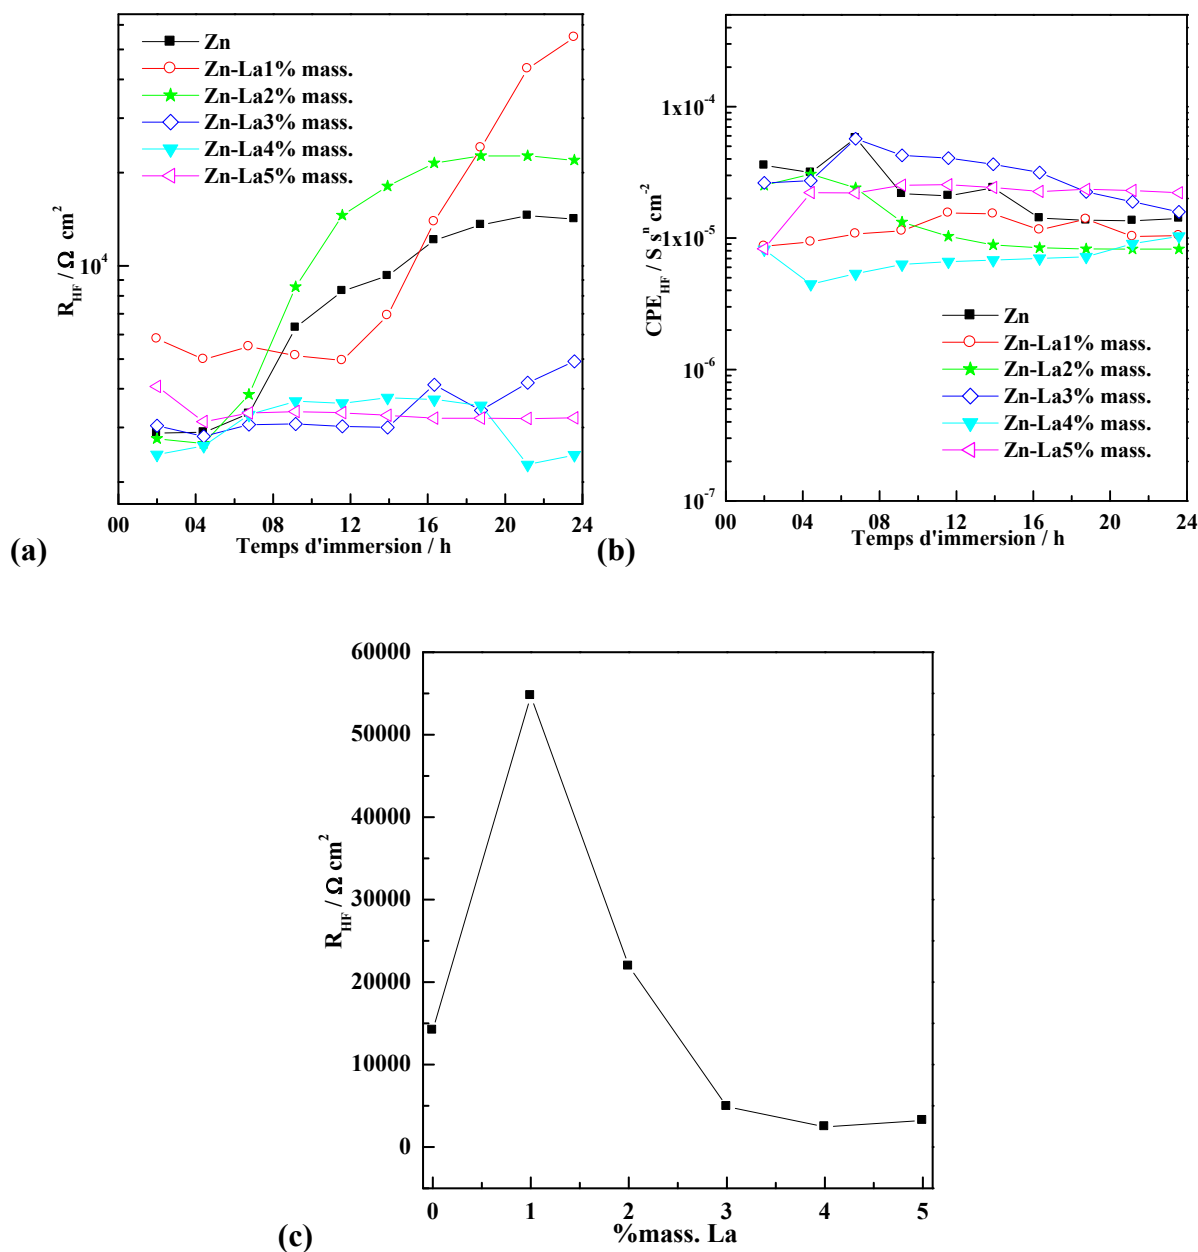 Zn
Zn-La1% mass.
Zn-La2% mass.
Zn-La3% mass.
Zn-La4% mass.
Zn-La5% mass.
R_HF / Ω cm²
10⁴
00 04 08 12 16 20 24
Temps d'immersion / h
(a)
CPE_HF / S sⁿ cm⁻²
1x10⁻⁴
1x10⁻⁵
10⁻⁶
10⁻⁷
Zn
Zn-La1% mass.
Zn-La2% mass.
Zn-La3% mass.
Zn-La4% mass.
Zn-La5% mass.
00 04 08 12 16 20 24
Temps d'immersion / h
(b)
R_HF / Ω cm²
60000
50000
40000
30000
20000
10000
0
0 1 2 3 4 5
%mass. La
(c)